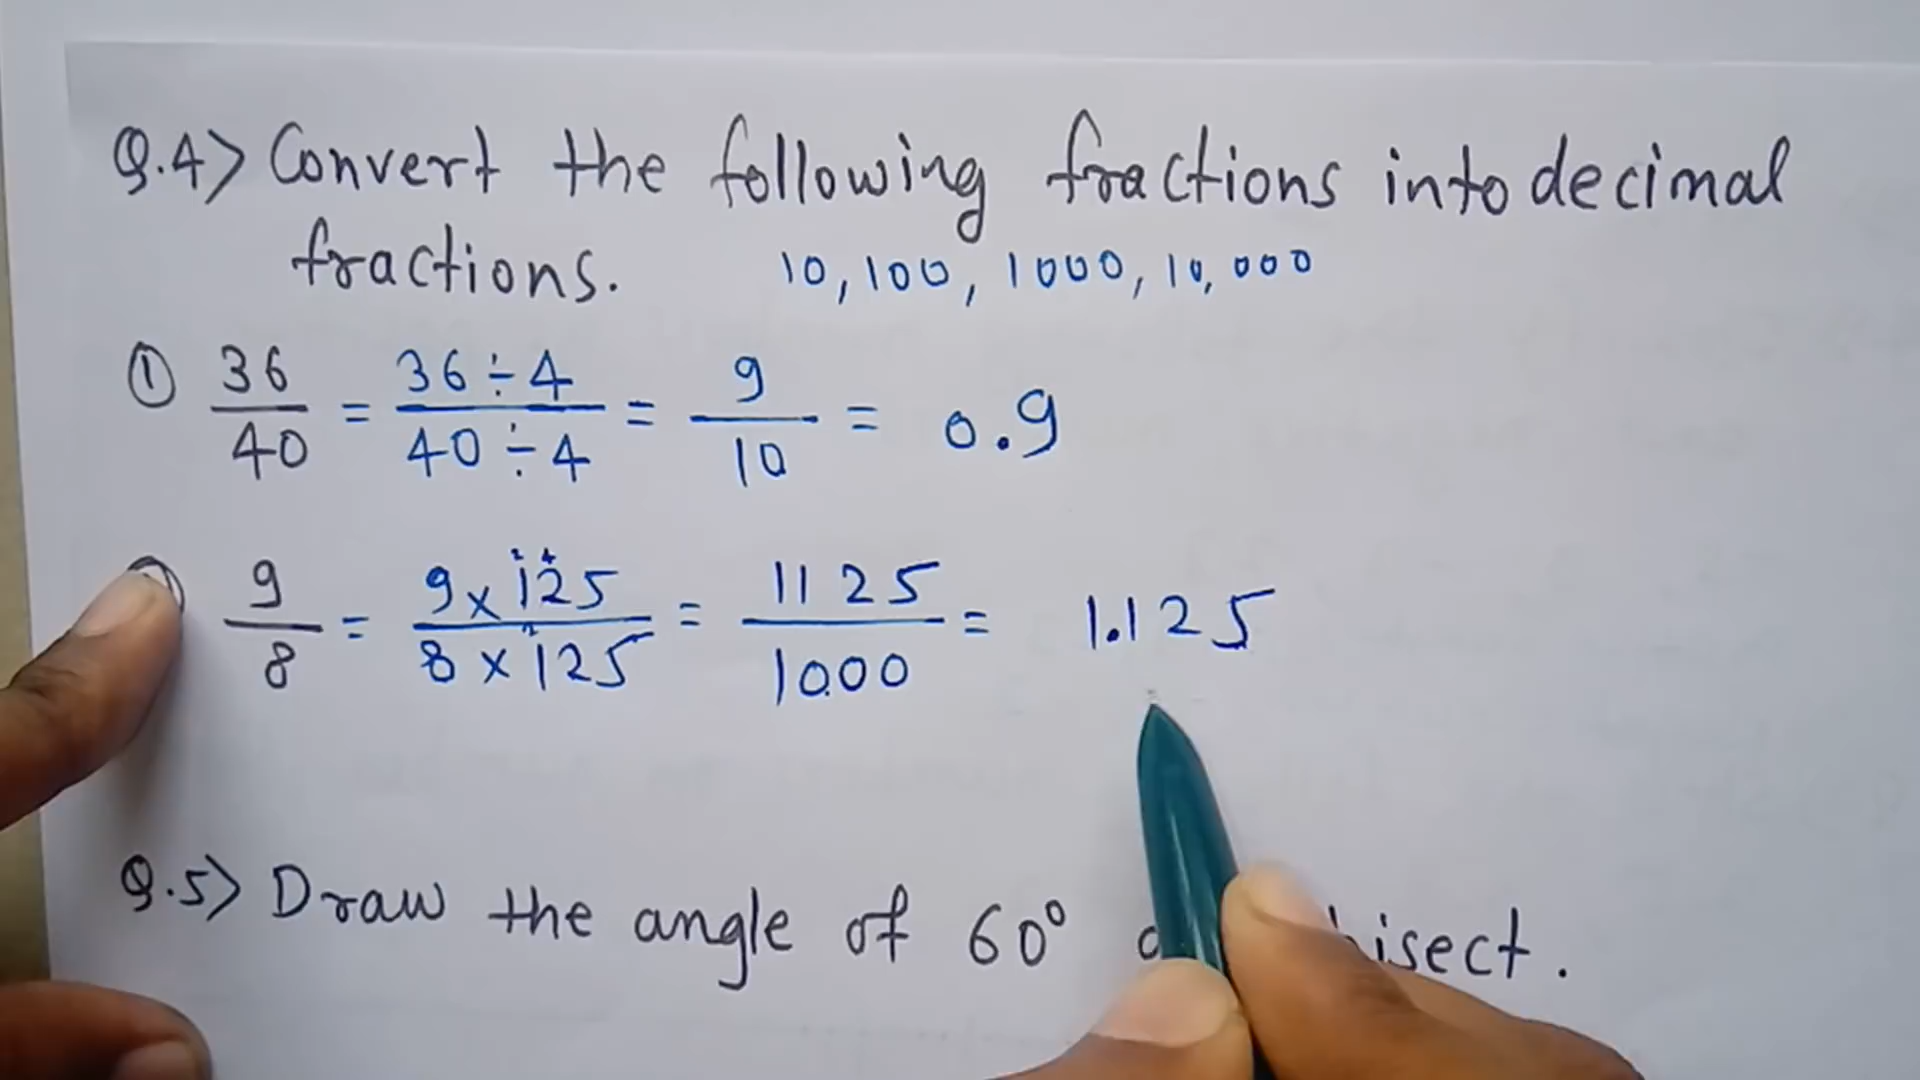 Q.4> Convert the following fractions into decimal
fractions. 10, 100, 1000, 10,000
① 36/40 = 36÷4/40÷4 = 9/10 = 0.9
9/8 = 9×125/8×125 = 1125/1000 = 1.125
Q.5> Draw the angle of 60° bisect.